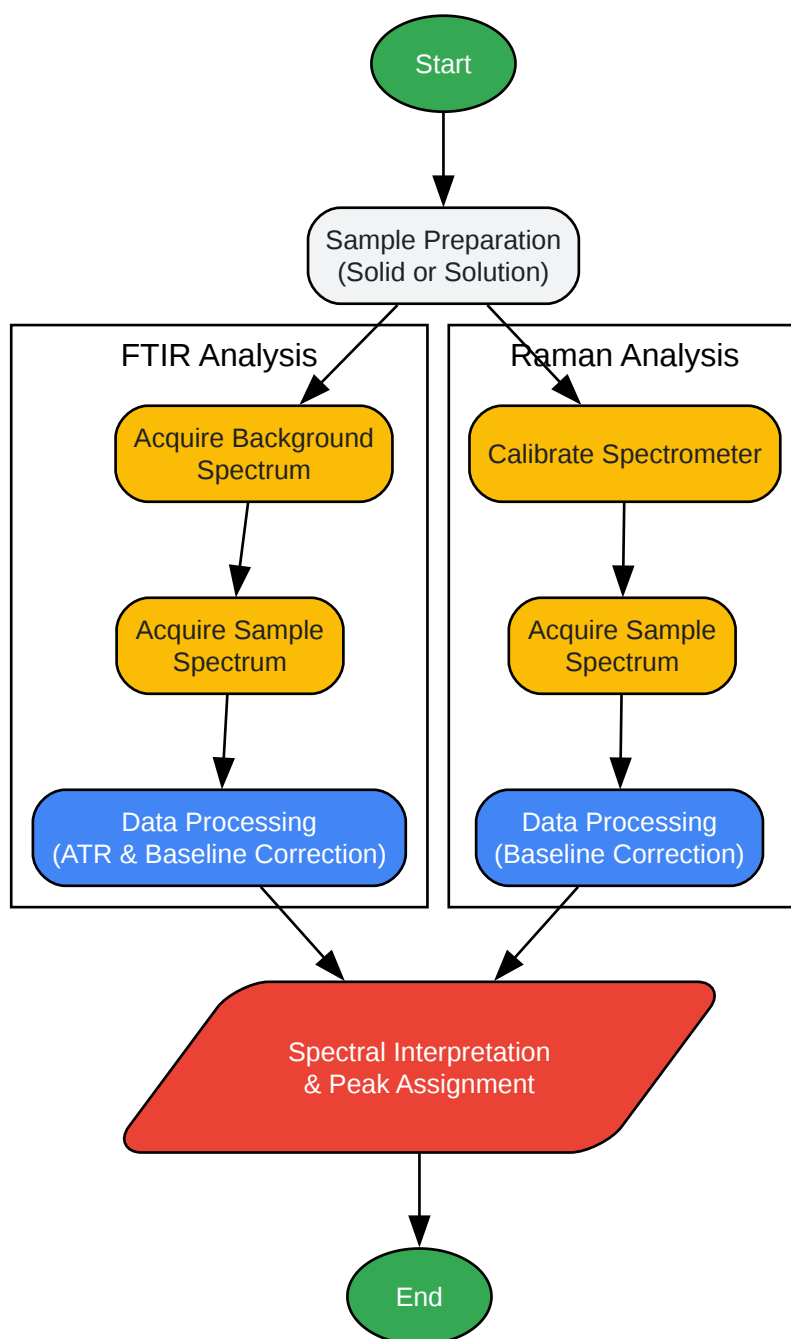 Start
Sample Preparation
(Solid or Solution)
FTIR Analysis
Acquire Background
Spectrum
Acquire Sample
Spectrum
Data Processing
(ATR & Baseline Correction)
Raman Analysis
Calibrate Spectrometer
Acquire Sample
Spectrum
Data Processing
(Baseline Correction)
Spectral Interpretation
& Peak Assignment
End